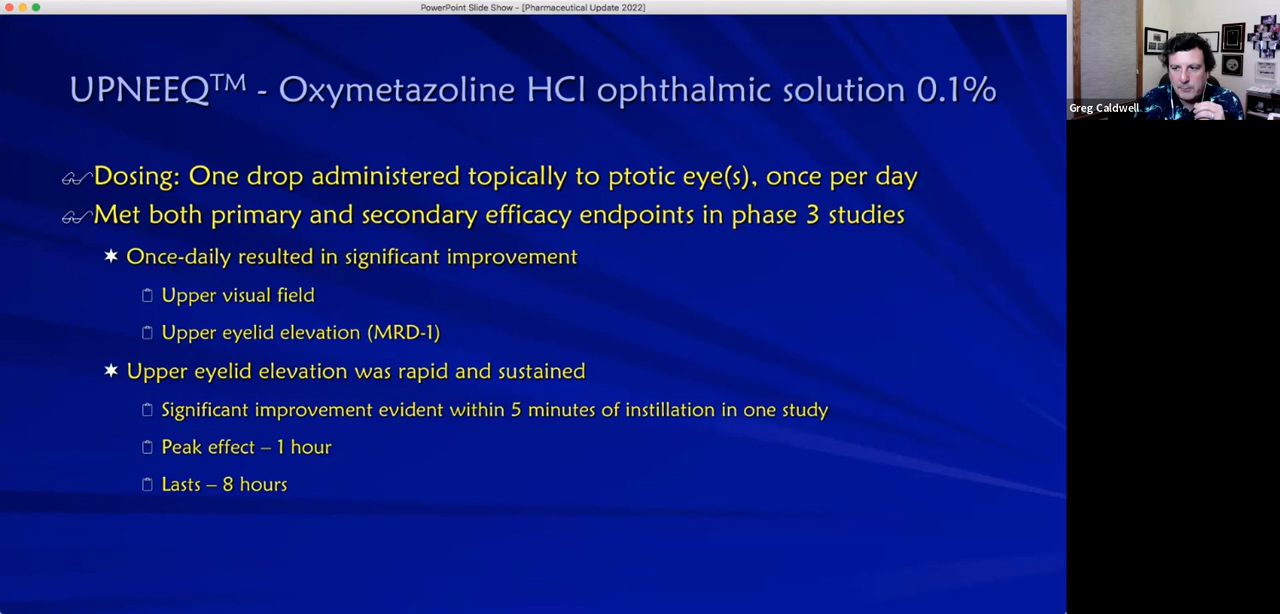 PowerPoint Slide Show - [Pharmaceutical Update 2022]
UPNEEQ™ - Oxymetazoline HCl ophthalmic solution 0.1%
Dosing: One drop administered topically to ptotic eye(s), once per day
Met both primary and secondary efficacy endpoints in phase 3 studies
Once-daily resulted in significant improvement
Upper visual field
Upper eyelid elevation (MRD-1)
Upper eyelid elevation was rapid and sustained
Significant improvement evident within 5 minutes of instillation in one study
Peak effect – 1 hour
Lasts – 8 hours
Greg Caldwell